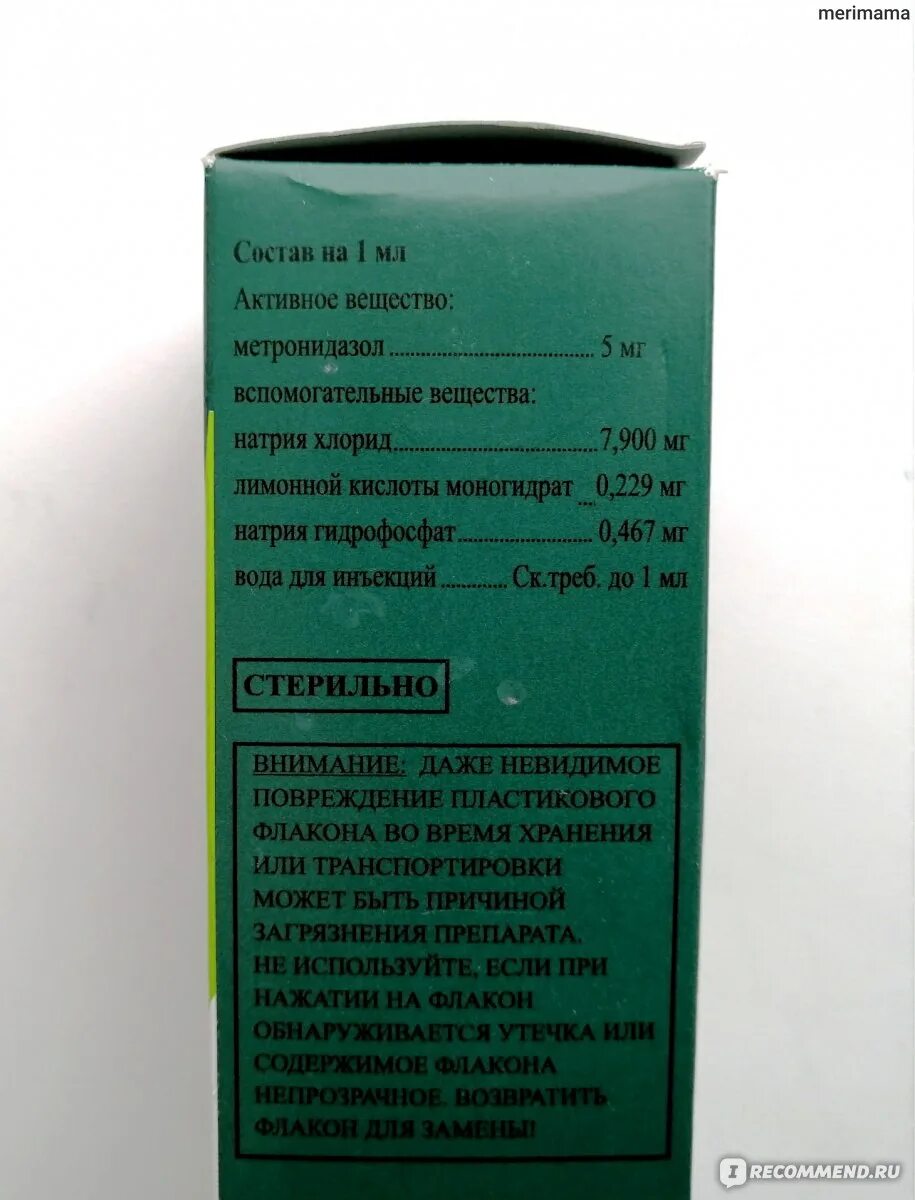 merimama
Состав на 1 мл
Активное вещество:
метронидазол ........................................ 5 мг
вспомогательные вещества:
натрия хлорид........................................7,900 мг
лимонной кислоты моногидрат ...0,229 мг
натрия гидрофосфат.......................... 0,467 мг
вода для инъекций ............. Ск.треб. до 1 мл
СТЕРИЛЬНО
ВНИМАНИЕ: ДАЖЕ НЕВИДИМОЕ
ПОВРЕЖДЕНИЕ ПЛАСТИКОВОГО
ФЛАКОНА ВО ВРЕМЯ ХРАНЕНИЯ
ИЛИ ТРАНСПОРТИРОВКИ
МОЖЕТ БЫТЬ ПРИЧИНОЙ
ЗАГРЯЗНЕНИЯ ПРЕПАРАТА.
НЕ ИСПОЛЬЗУЙТЕ, ЕСЛИ ПРИ
НАЖАТИИ НА ФЛАКОН
ОБНАРУЖИВАЕТСЯ УТЕЧКА ИЛИ
СОДЕРЖИМОЕ ФЛАКОНА
НЕПРОЗРАЧНОЕ. ВОЗВРАТИТЬ
ФЛАКОН ДЛЯ ЗАМЕНЫ!
I RECOMMEND.RU